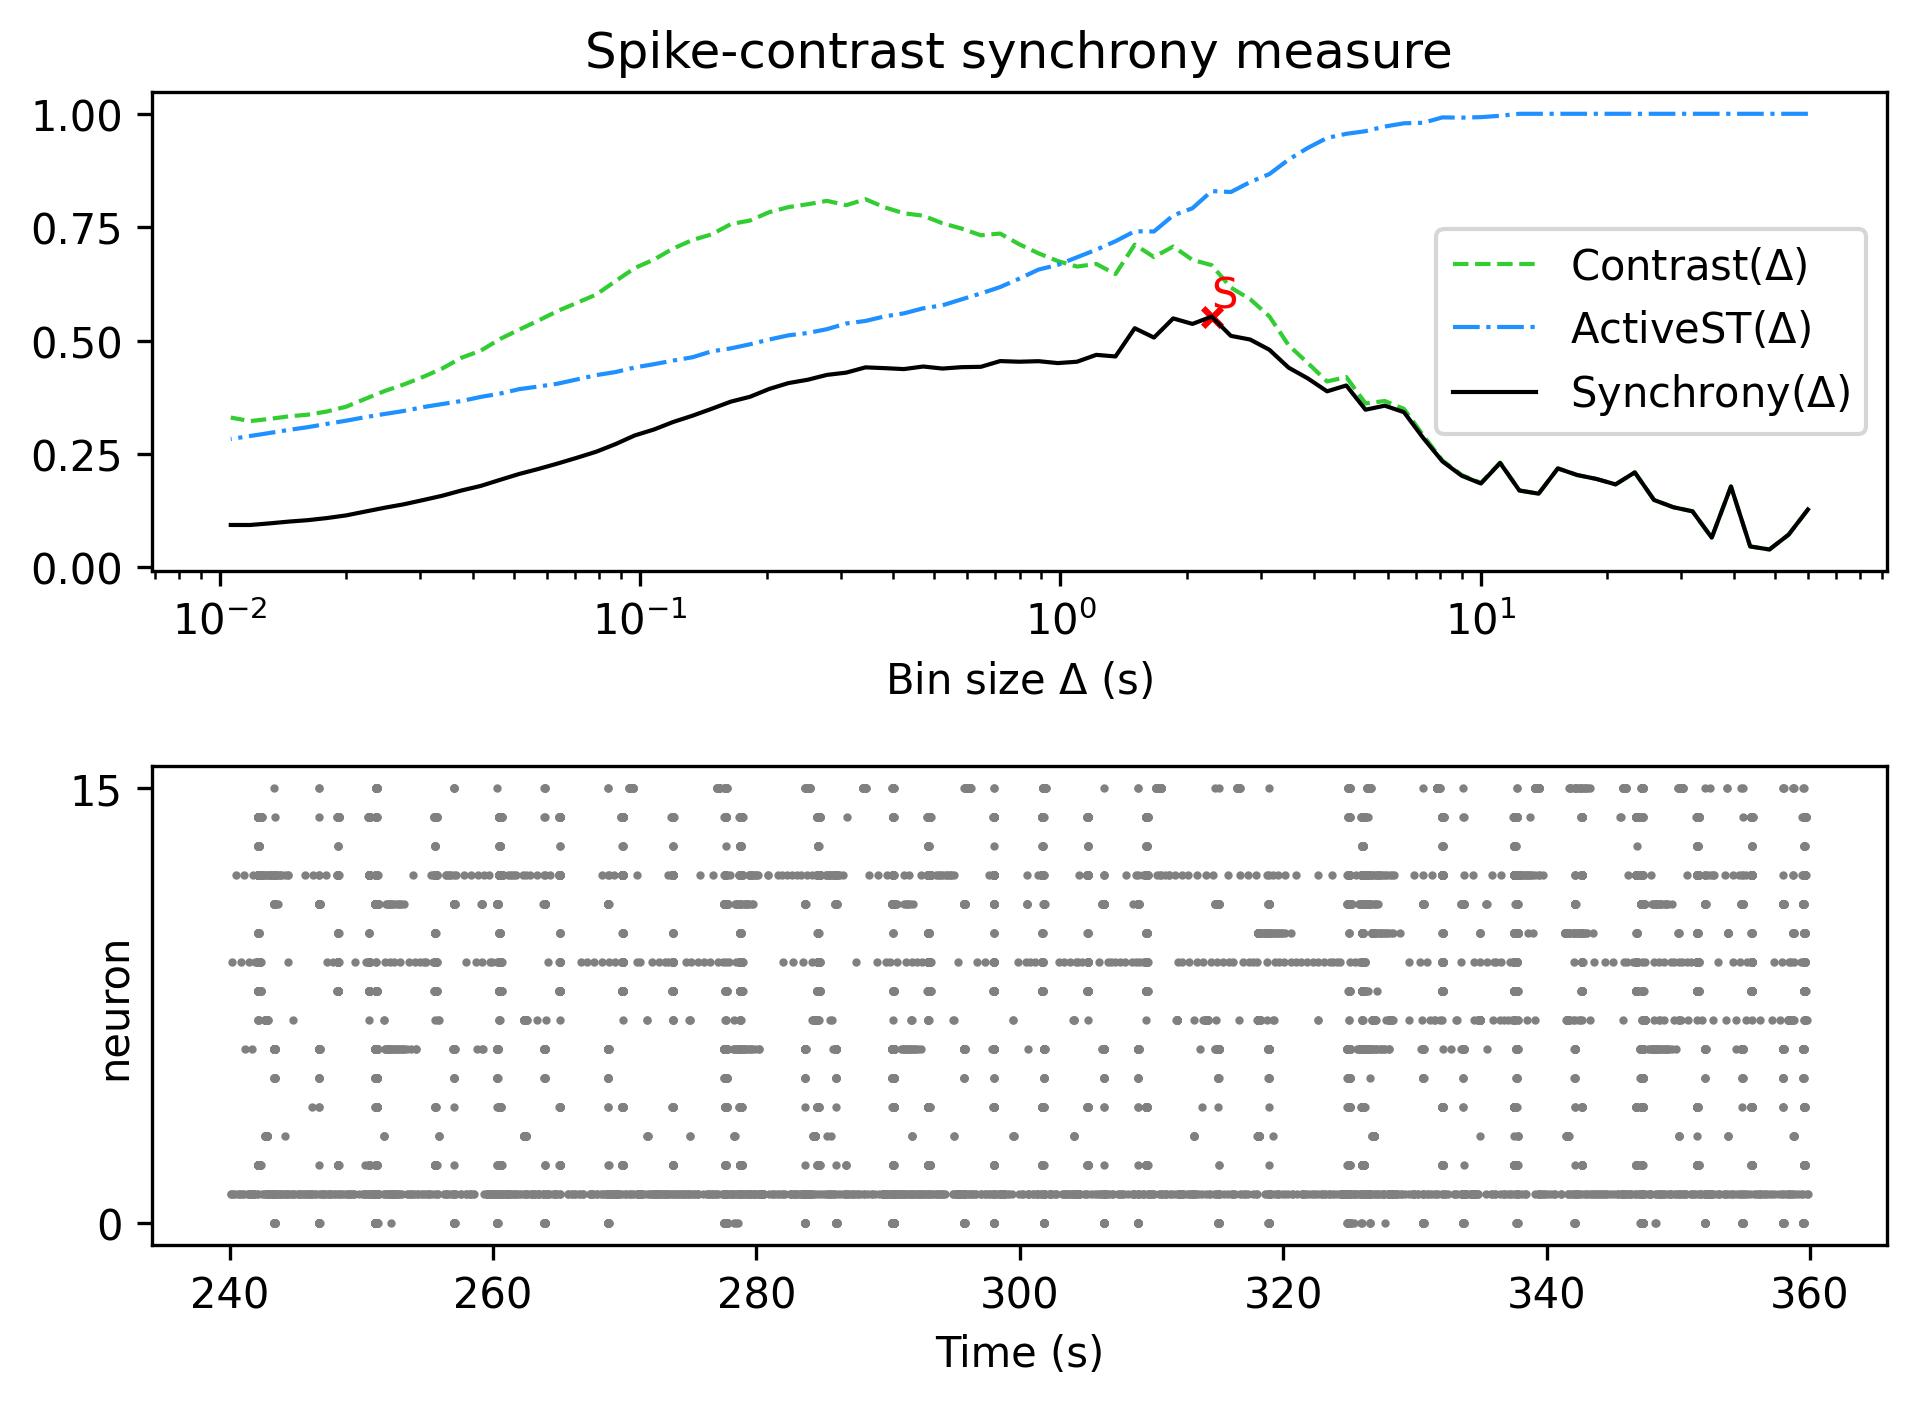 Spike-contrast synchrony measure
1.00
0.75
0.50
0.25
0.00
S
Contrast(Δ)
ActiveST(Δ)
Synchrony(Δ)
10⁻² 10⁻¹ 10⁰ 10¹
Bin size Δ (s)
15
0
neuron
240 260 280 300 320 340 360
Time (s)